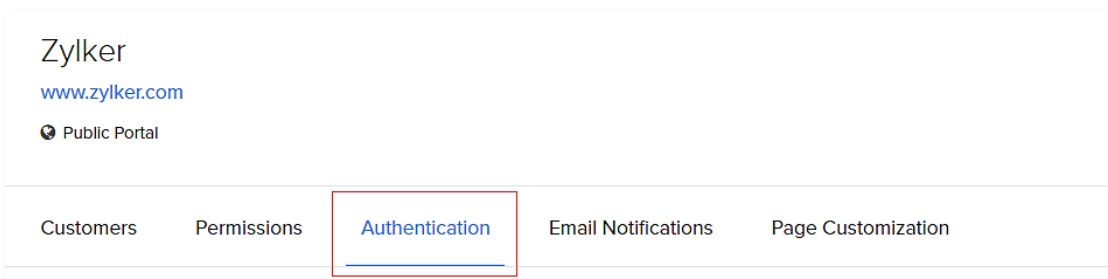 Zylker
www.zylker.com
Public Portal
Customers Permissions Authentication Email Notifications Page Customization